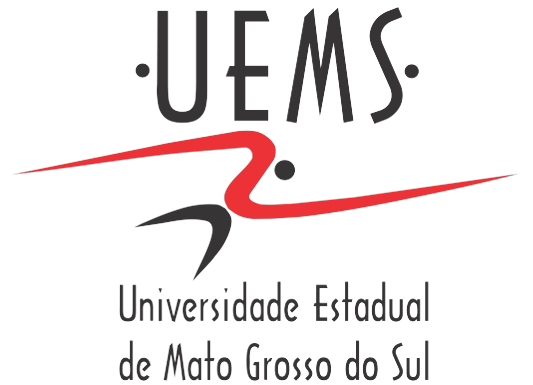 ·UEMS·
Universidade Estadual
de Mato Grosso do Sul